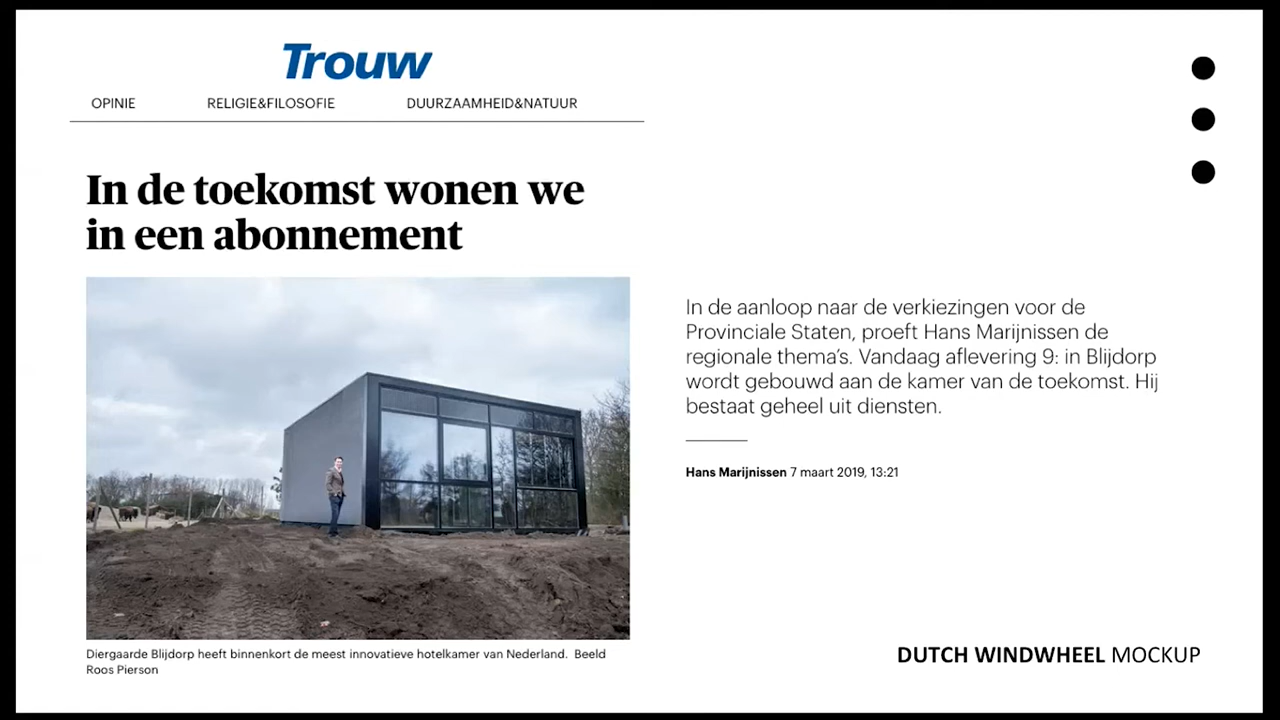 Trouw
OPINIE RELIGIE&FILOSOFIE DUURZAAMHEID&NATUUR
In de toekomst wonen we
in een abonnement
In de aanloop naar de verkiezingen voor de
Provinciale Staten, proeft Hans Marijnissen de
regionale thema's. Vandaag aflevering 9: in Blijdorp
wordt gebouwd aan de kamer van de toekomst. Hij
bestaat geheel uit diensten.
Hans Marijnissen 7 maart 2019, 13:21
Diergaarde Blijdorp heeft binnenkort de meest innovatieve hotelkamer van Nederland. Beeld
Roos Pierson
DUTCH WINDWHEEL MOCKUP